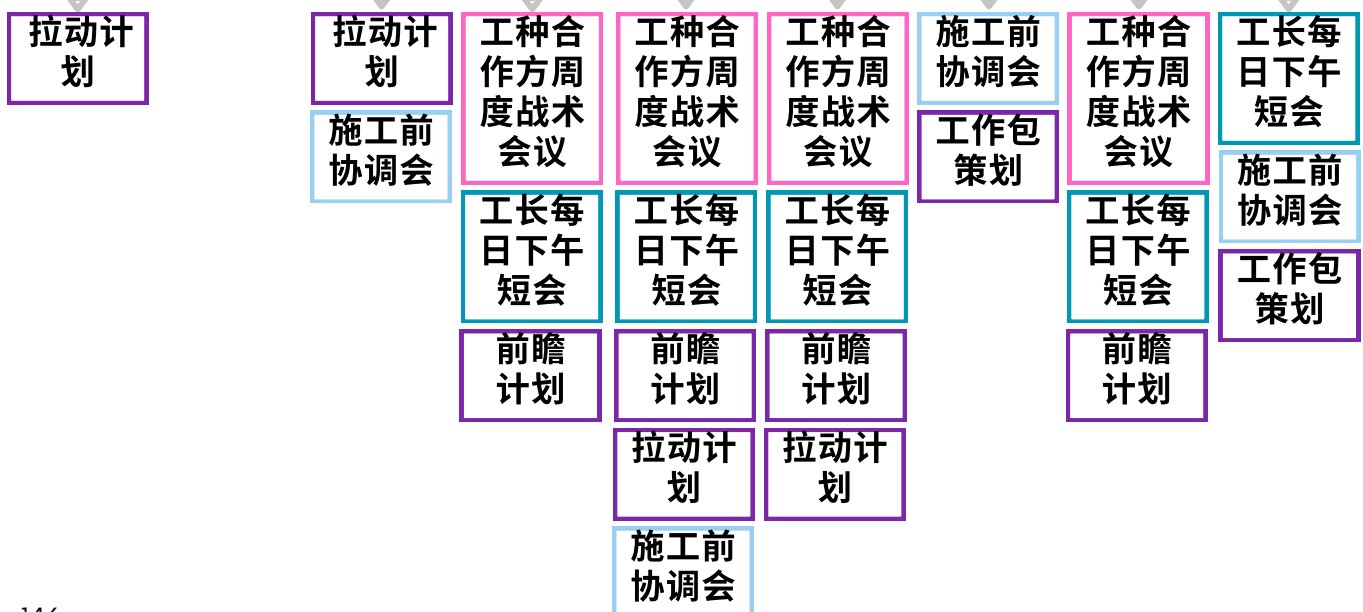 拉动计
划
拉动计
划
施工前
协调会
工种合
作方周
度战术
会议
工长每
日下午
短会
前瞻
计划
工种合
作方周
度战术
会议
工长每
日下午
短会
前瞻
计划
拉动计
划
施工前
协调会
工种合
作方周
度战术
会议
工长每
日下午
短会
前瞻
计划
拉动计
划
施工前
协调会
工作包
策划
工种合
作方周
度战术
会议
工长每
日下午
短会
前瞻
计划
工长每
日下午
短会
施工前
协调会
工作包
策划